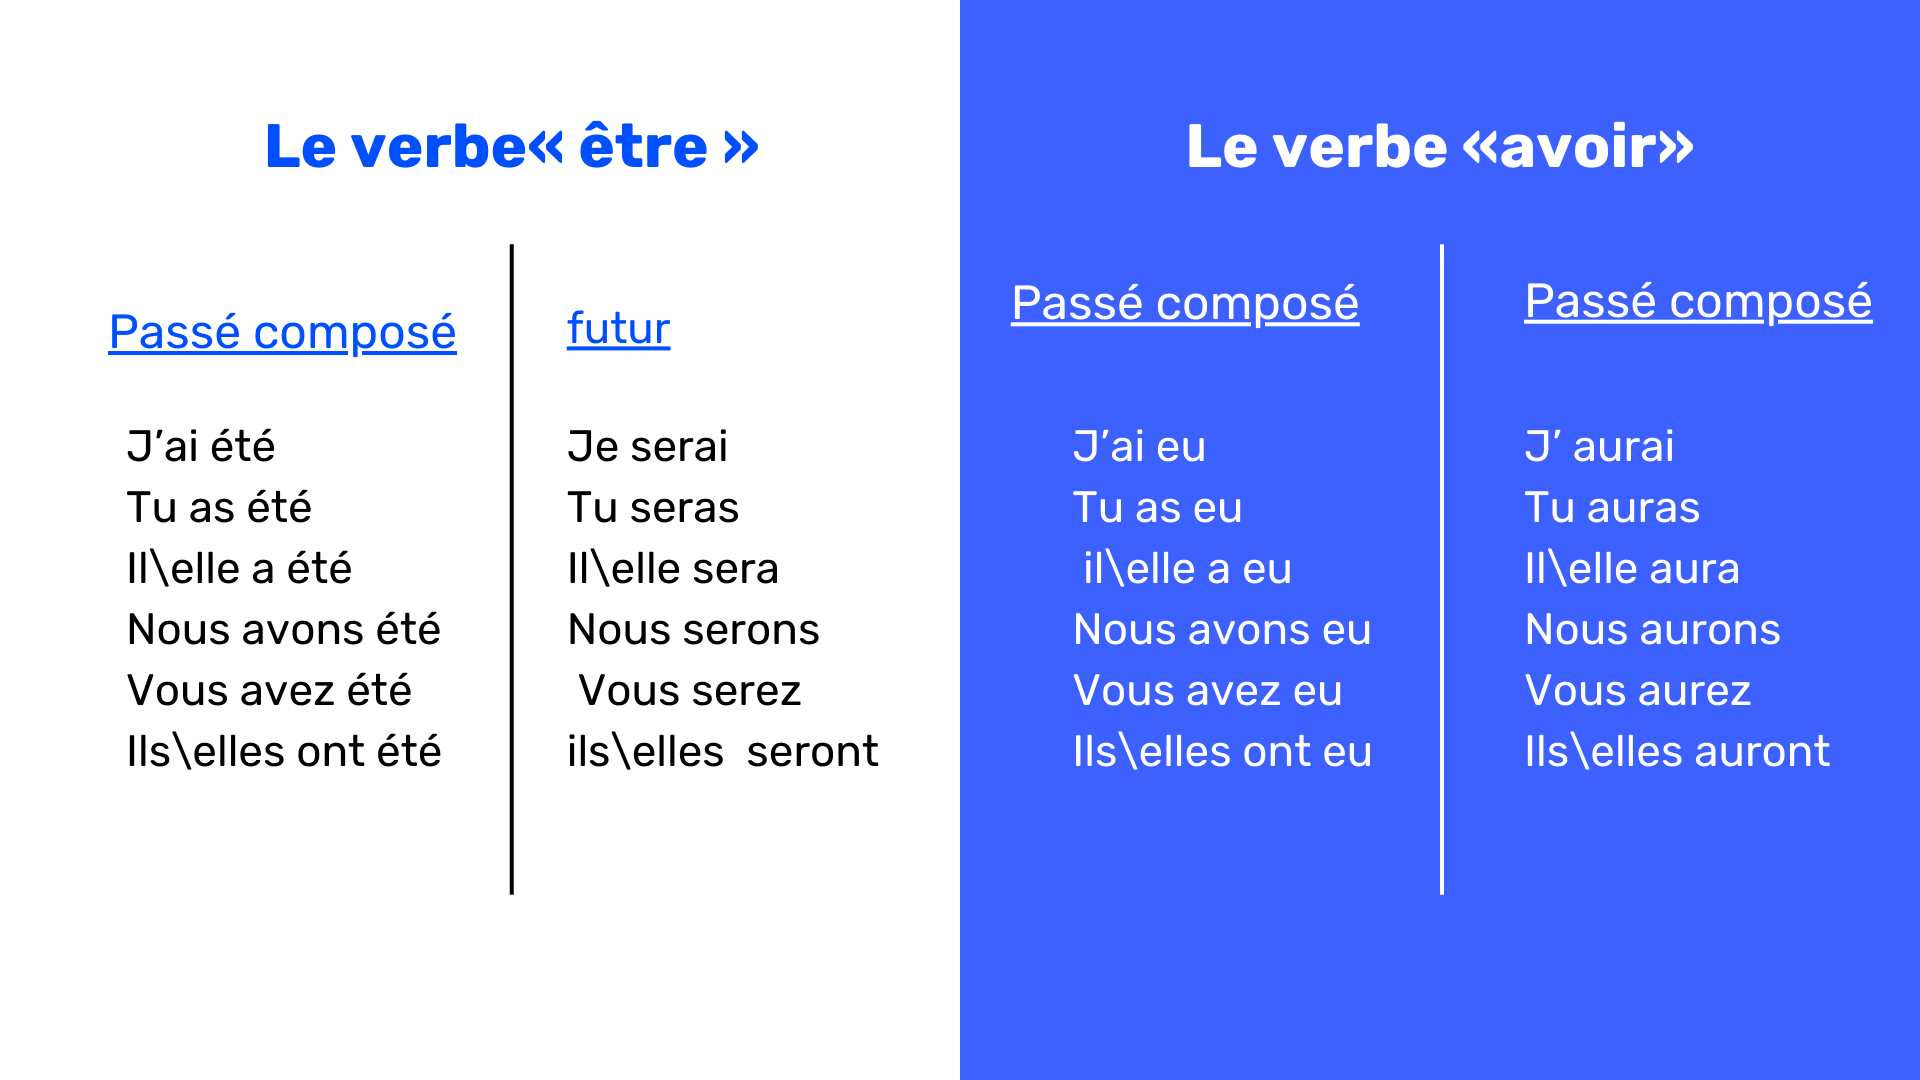 Le verbe« être »
Passé composé
J’ai été
Tu as été
Il\elle a été
Nous avons été
Vous avez été
Ils\elles ont été
futur
Je serai
Tu seras
Il\elle sera
Nous serons
Vous serez
ils\elles  seront
Le verbe «avoir»
Passé composé
J’ai eu
Tu as eu
il\elle a eu
Nous avons eu
Vous avez eu
Ils\elles ont eu
Passé composé
J’ aurai
Tu auras
Il\elle aura
Nous aurons
Vous aurez
Ils\elles auront